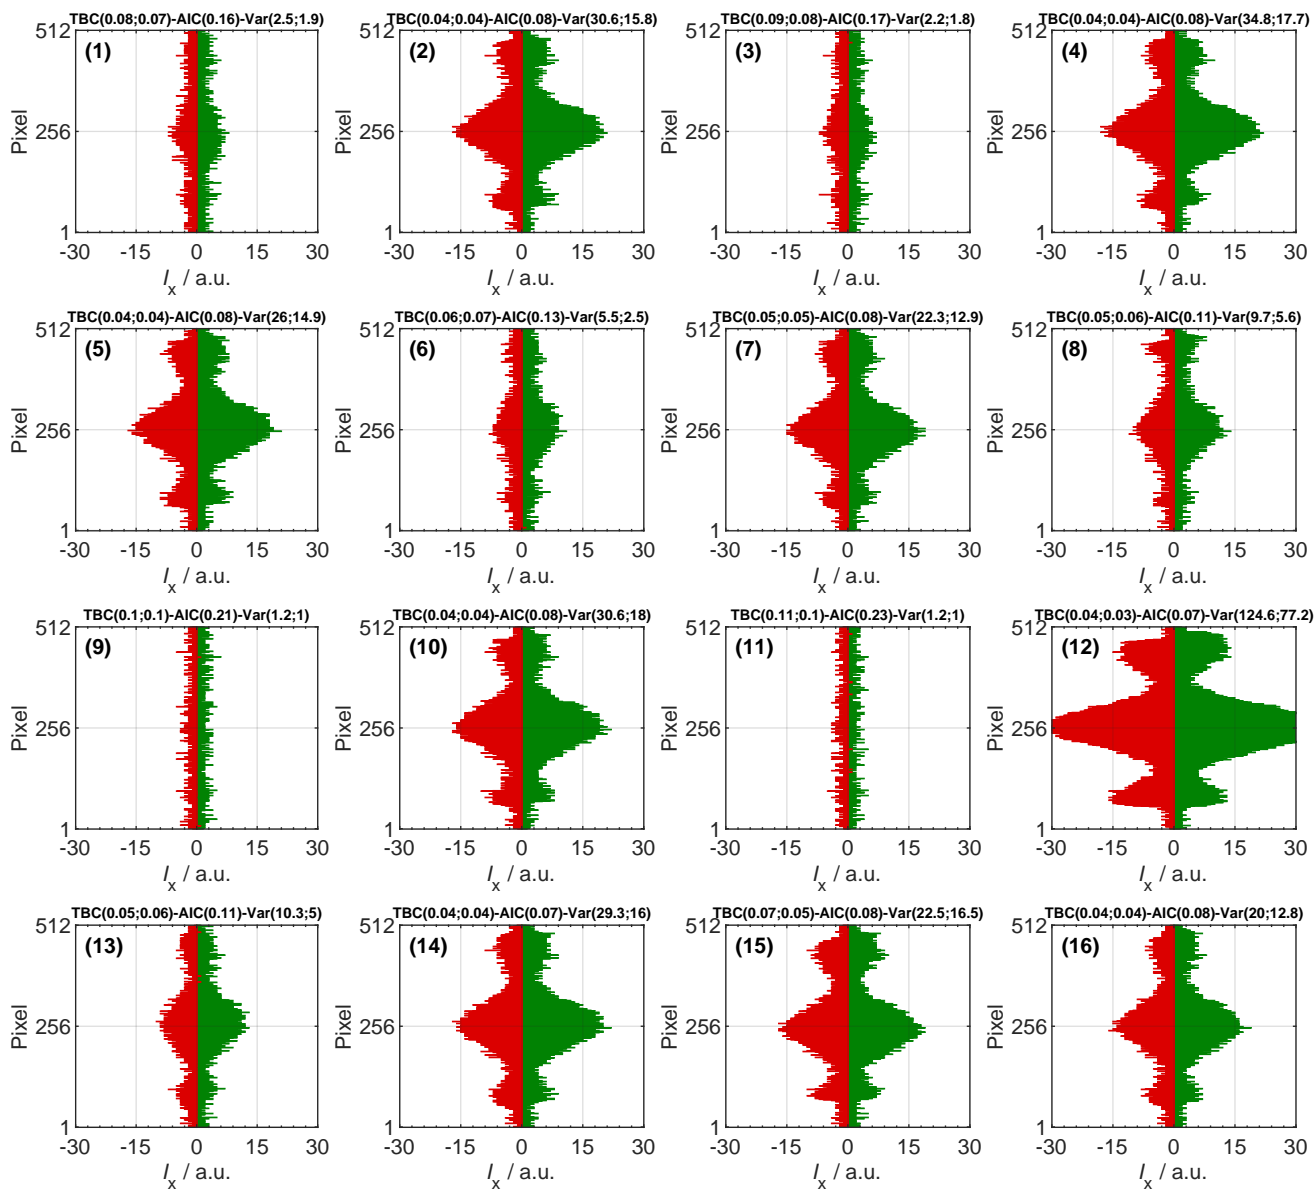 TBC(0.08;0.07)-AIC(0.16)-Var(2.5;1.9)
512
(1)
Pixel
256
1
-30 -15 0 15 30
Ix / a.u.
TBC(0.04;0.04)-AIC(0.08)-Var(30.6;15.8)
512
(2)
Pixel
256
1
-30 -15 0 15 30
Ix / a.u.
TBC(0.09;0.08)-AIC(0.17)-Var(2.2;1.8)
512
(3)
Pixel
256
1
-30 -15 0 15 30
Ix / a.u.
TBC(0.04;0.04)-AIC(0.08)-Var(34.8;17.7)
512
(4)
Pixel
256
1
-30 -15 0 15 30
Ix / a.u.
TBC(0.04;0.04)-AIC(0.08)-Var(26;14.9)
512
(5)
Pixel
256
1
-30 -15 0 15 30
Ix / a.u.
TBC(0.06;0.07)-AIC(0.13)-Var(5.5;2.5)
512
(6)
Pixel
256
1
-30 -15 0 15 30
Ix / a.u.
TBC(0.05;0.05)-AIC(0.08)-Var(22.3;12.9)
512
(7)
Pixel
256
1
-30 -15 0 15 30
Ix / a.u.
TBC(0.05;0.06)-AIC(0.11)-Var(9.7;5.6)
512
(8)
Pixel
256
1
-30 -15 0 15 30
Ix / a.u.
TBC(0.1;0.1)-AIC(0.21)-Var(1.2;1)
512
(9)
Pixel
256
1
-30 -15 0 15 30
Ix / a.u.
TBC(0.04;0.04)-AIC(0.08)-Var(30.6;18)
512
(10)
Pixel
256
1
-30 -15 0 15 30
Ix / a.u.
TBC(0.11;0.1)-AIC(0.23)-Var(1.2;1)
512
(11)
Pixel
256
1
-30 -15 0 15 30
Ix / a.u.
TBC(0.04;0.03)-AIC(0.07)-Var(124.6;77.2)
512
(12)
Pixel
256
1
-30 -15 0 15 30
Ix / a.u.
TBC(0.05;0.06)-AIC(0.11)-Var(10.3;5)
512
(13)
Pixel
256
1
-30 -15 0 15 30
Ix / a.u.
TBC(0.04;0.04)-AIC(0.07)-Var(29.3;16)
512
(14)
Pixel
256
1
-30 -15 0 15 30
Ix / a.u.
TBC(0.07;0.05)-AIC(0.08)-Var(22.5;16.5)
512
(15)
Pixel
256
1
-30 -15 0 15 30
Ix / a.u.
TBC(0.04;0.04)-AIC(0.08)-Var(20;12.8)
512
(16)
Pixel
256
1
-30 -15 0 15 30
Ix / a.u.